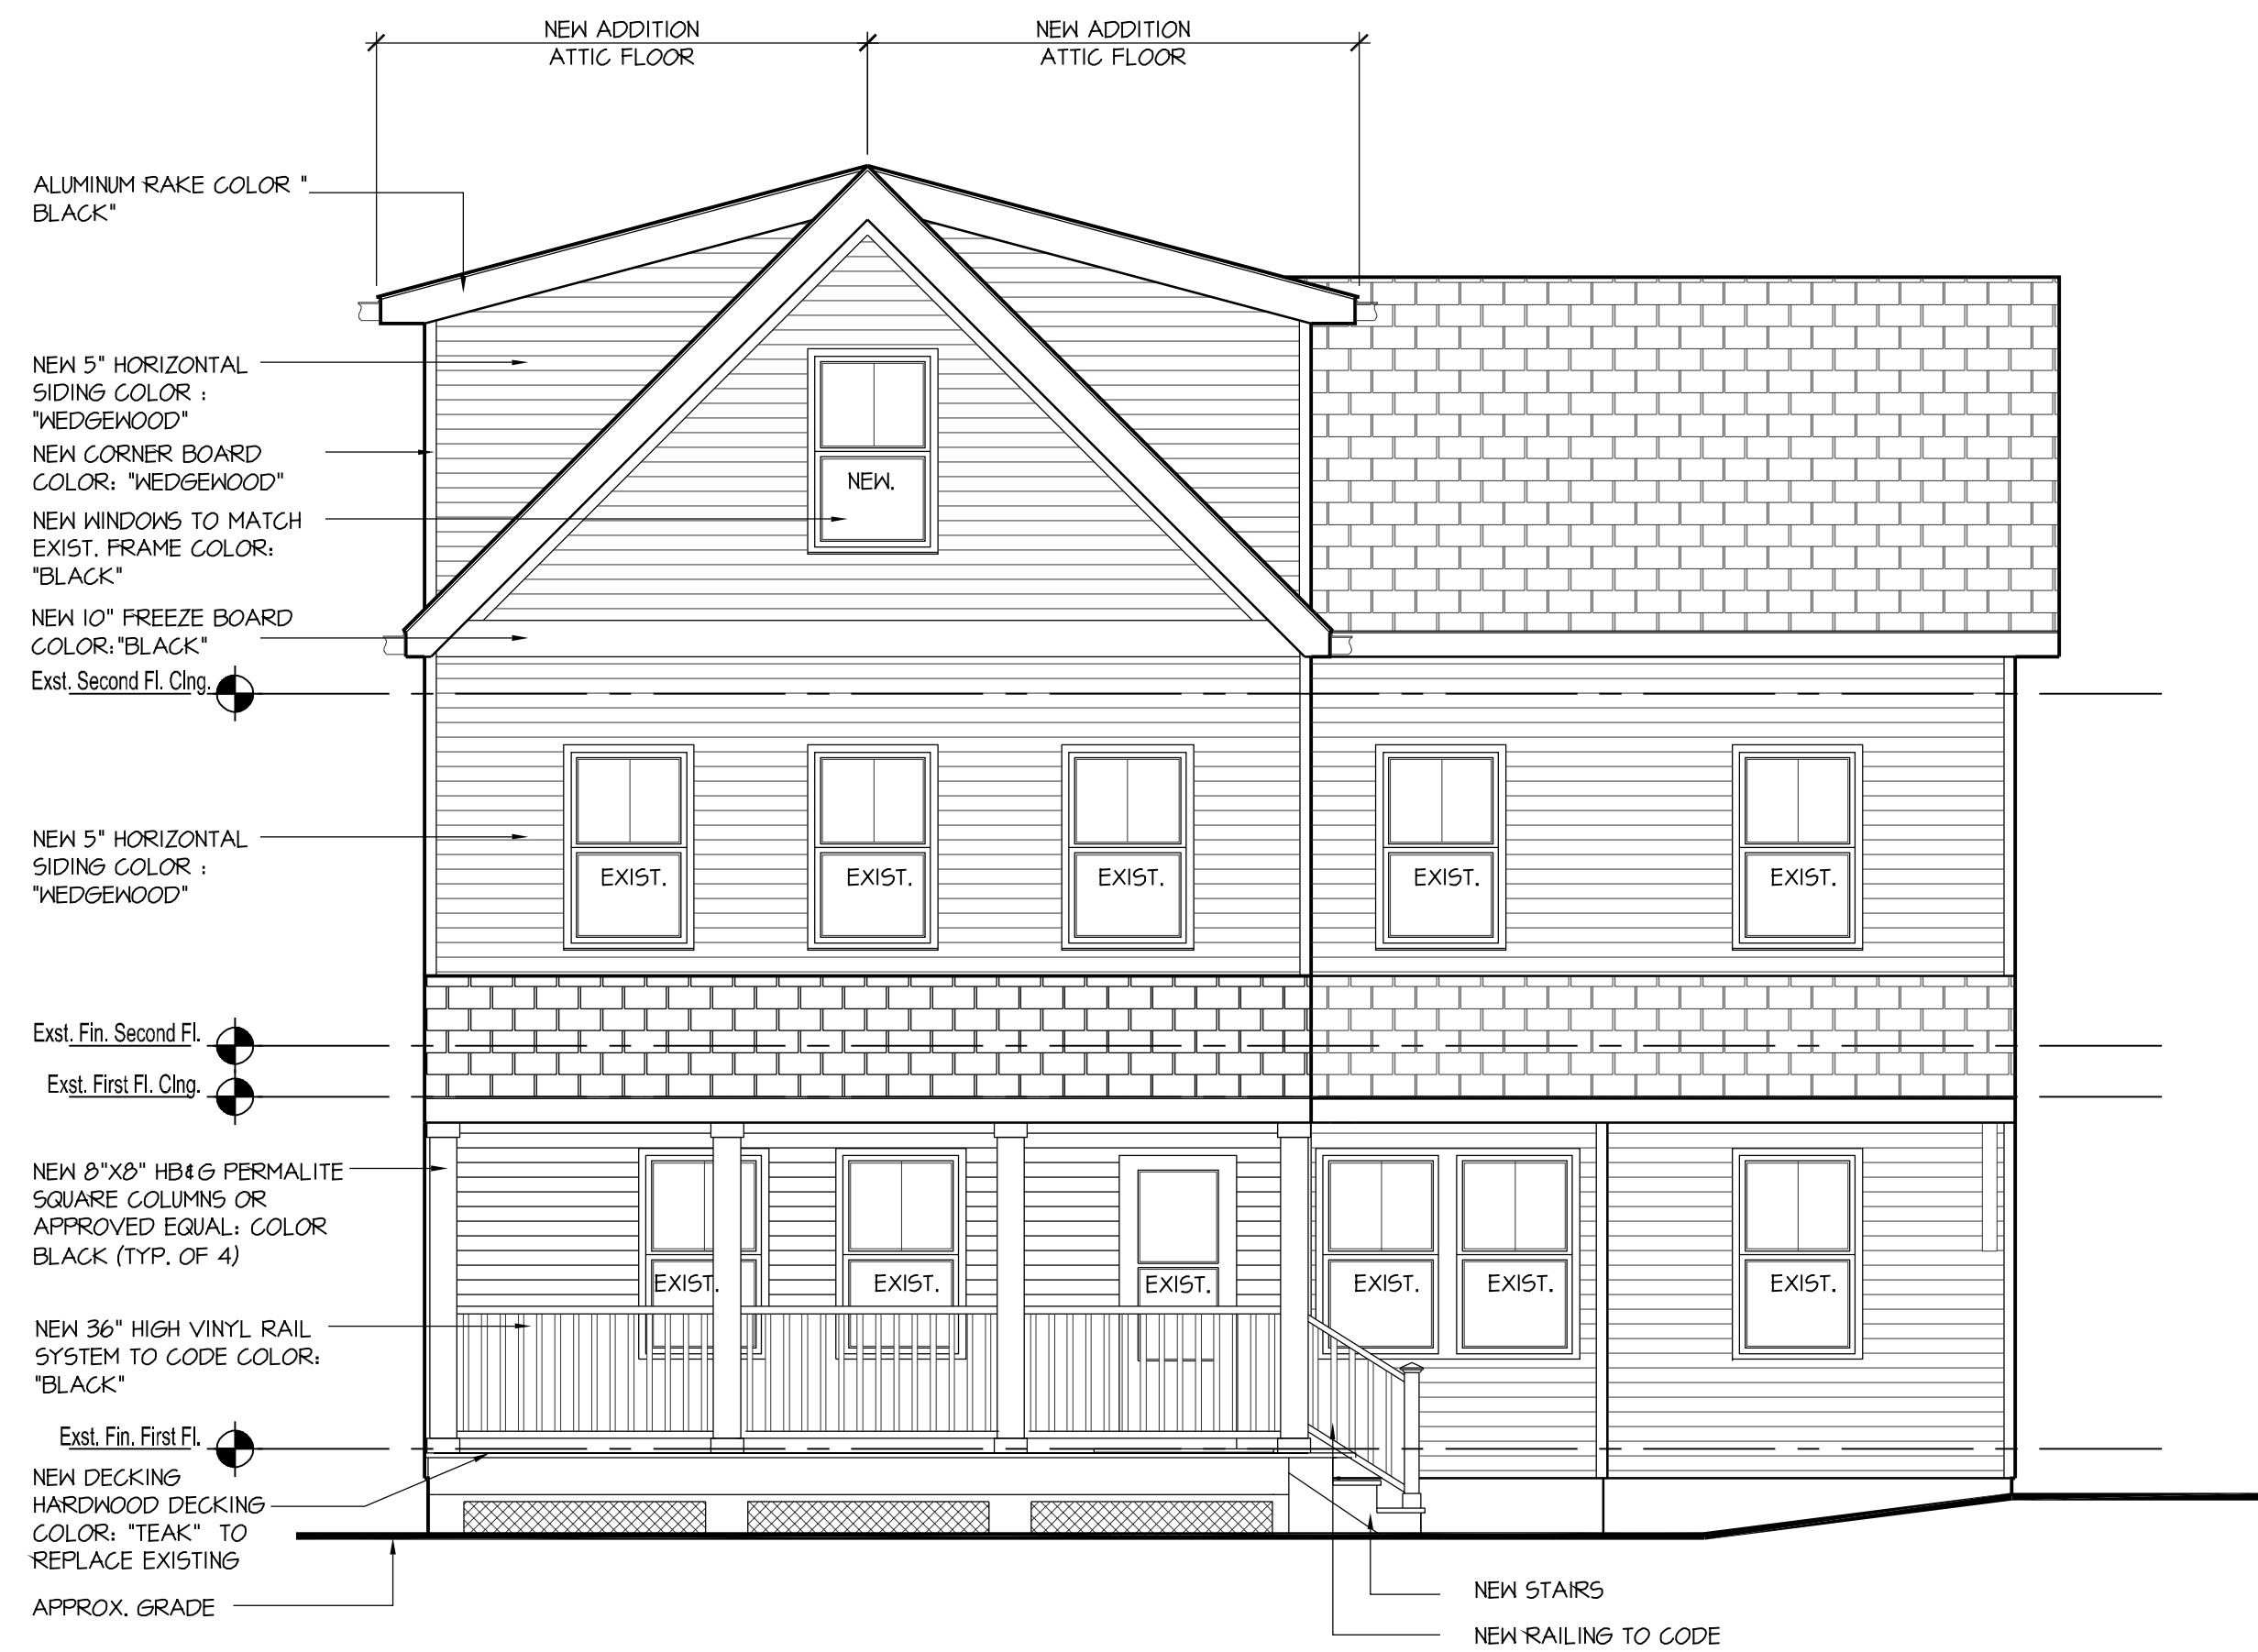 NEW ADDITION
ATTIC FLOOR
NEW ADDITION
ATTIC FLOOR
ALUMINUM RAKE COLOR "
BLACK"
NEW 5" HORIZONTAL
SIDING COLOR :
"WEDGEWOOD"
NEW CORNER BOARD
COLOR: "WEDGEWOOD"
NEW WINDOWS TO MATCH
EXIST. FRAME COLOR:
"BLACK"
NEW.
NEW 10" FREEZE BOARD
COLOR:"BLACK"
Exst. Second Fl. Clng.
NEW 5" HORIZONTAL
SIDING COLOR :
"WEDGEWOOD"
EXIST.
EXIST.
EXIST.
EXIST.
EXIST.
Exst. Fin. Second Fl.
Exst. First Fl. Clng.
NEW 8"X8" HB&G PERMALITE
SQUARE COLUMNS OR
APPROVED EQUAL: COLOR
BLACK (TYP. OF 4)
EXIST.
EXIST.
EXIST.
EXIST.
EXIST.
EXIST.
NEW 36" HIGH VINYL RAIL
SYSTEM TO CODE COLOR:
"BLACK"
Exst. Fin. First Fl.
NEW DECKING
HARDWOOD DECKING
COLOR: "TEAK" TO
REPLACE EXISTING
APPROX. GRADE
NEW STAIRS
NEW RAILING TO CODE